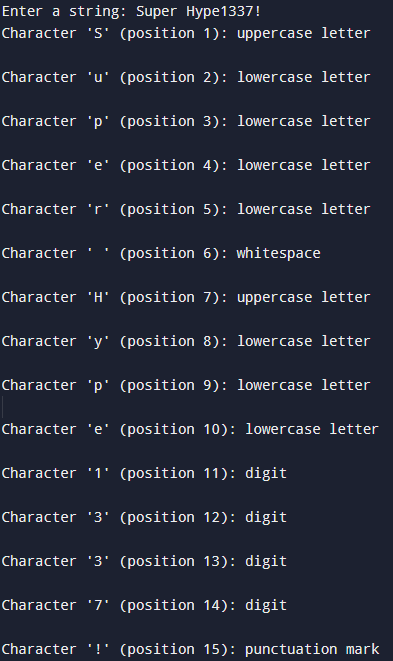 Enter a string: Super Hype1337!
Character 'S' (position 1): uppercase letter
Character 'u' (position 2): lowercase letter
Character 'p' (position 3): lowercase letter
Character 'e' (position 4): lowercase letter
Character 'r' (position 5): lowercase letter
Character ' ' (position 6): whitespace
Character 'H' (position 7): uppercase letter
Character 'y' (position 8): lowercase letter
Character 'p' (position 9): lowercase letter
Character 'e' (position 10): lowercase letter
Character '1' (position 11): digit
Character '3' (position 12): digit
Character '3' (position 13): digit
Character '7' (position 14): digit
Character '!' (position 15): punctuation mark